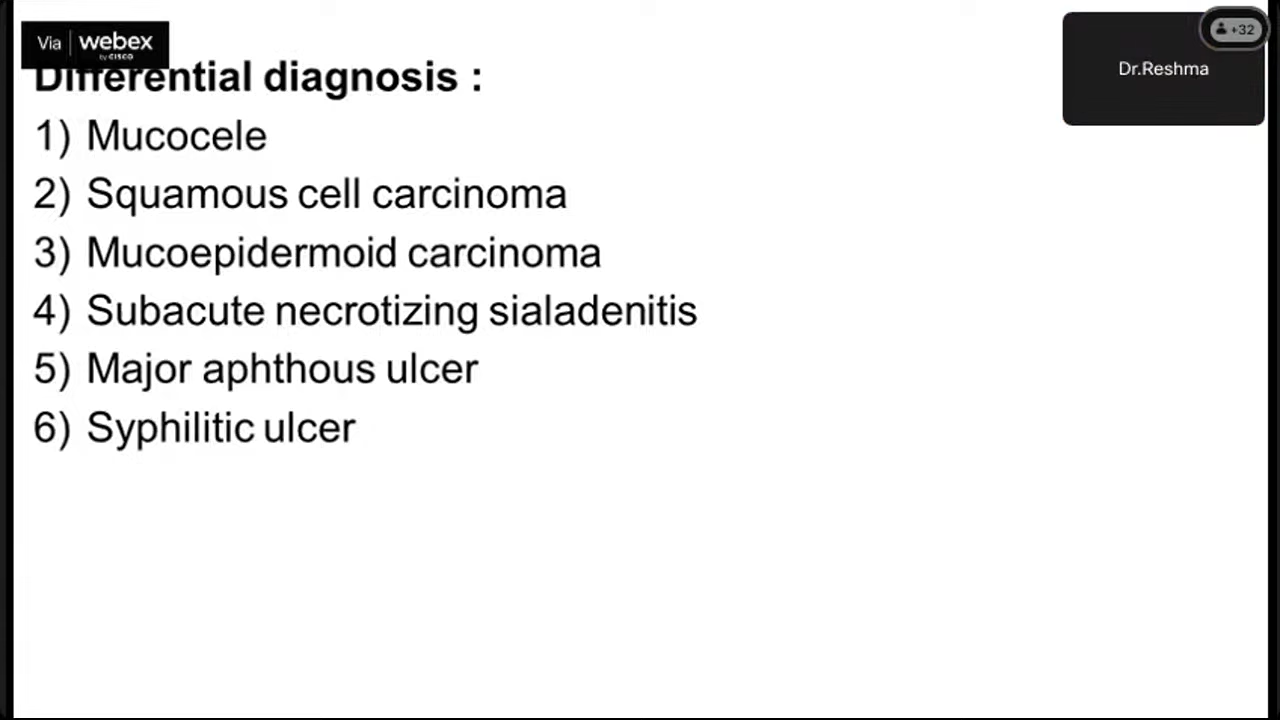 Via webex
by CISCO
+32
Dr.Reshma
Differential diagnosis :
1) Mucocele
2) Squamous cell carcinoma
3) Mucoepidermoid carcinoma
4) Subacute necrotizing sialadenitis
5) Major aphthous ulcer
6) Syphilitic ulcer